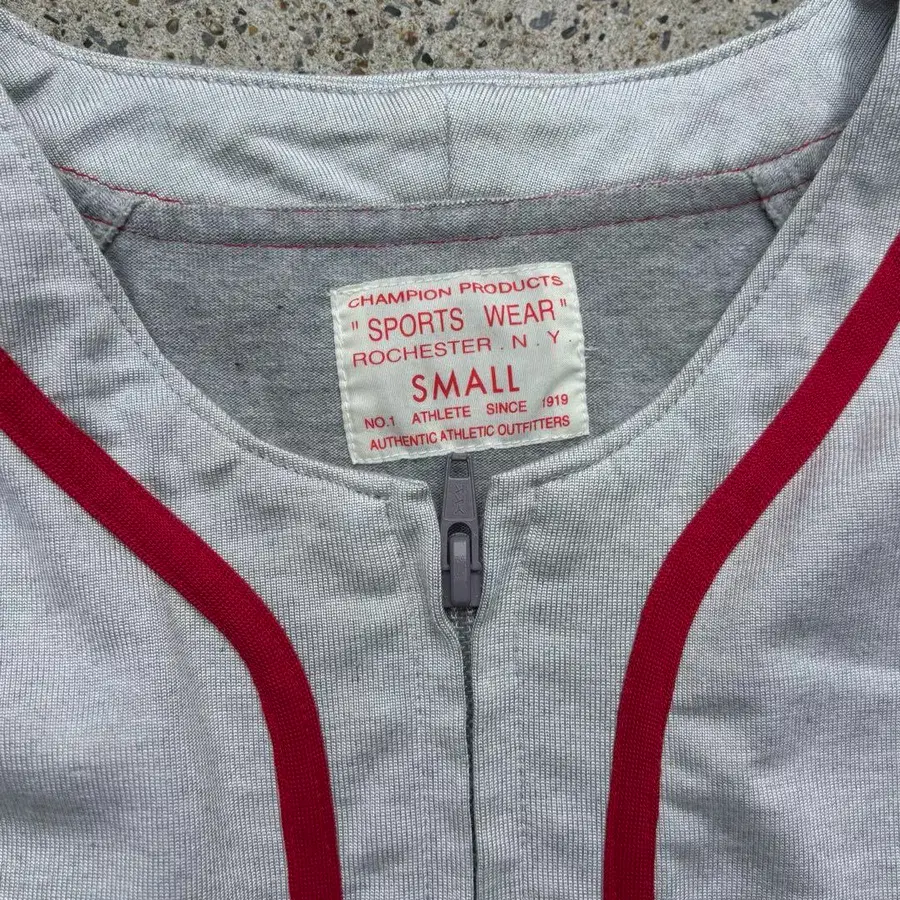 CHAMPION PRODUCTS
" SPORTS WEAR "
ROCHESTER . N . Y
SMALL
NO.1 ATHLETE SINCE 1919
AUTHENTIC ATHLETIC OUTFITTERS